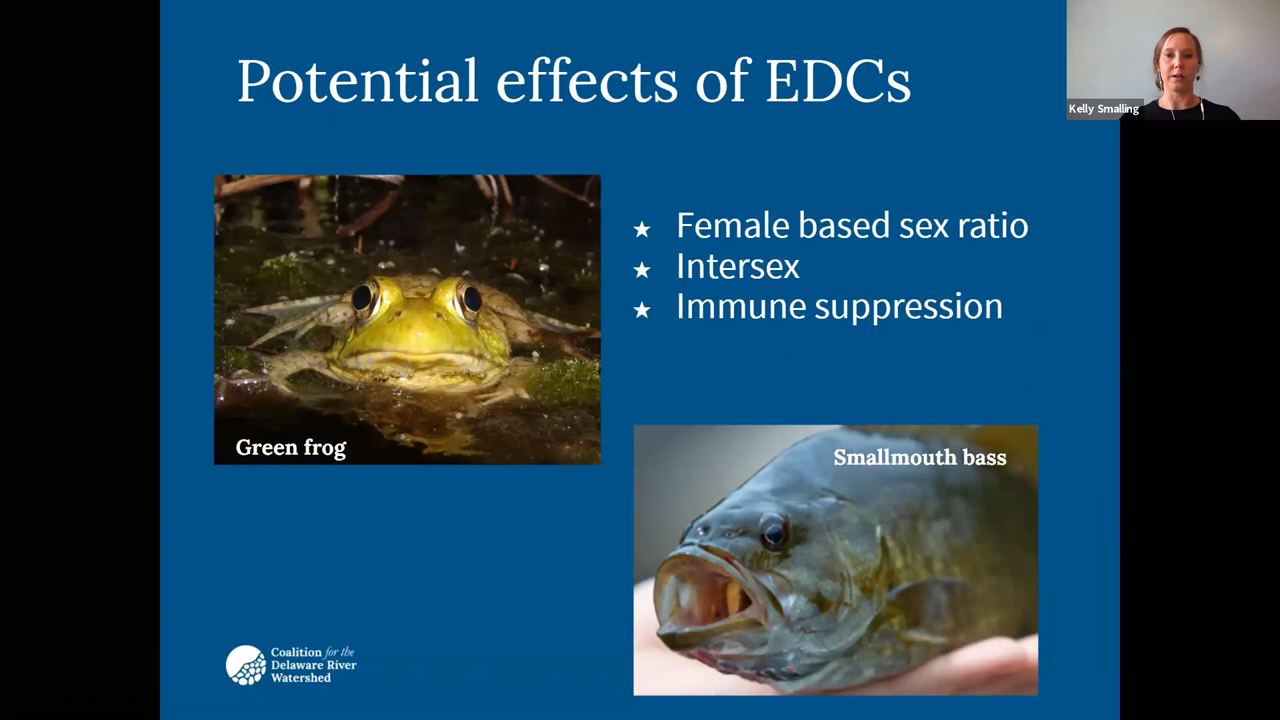 Potential effects of EDCs
Kelly Smalling
★ Female based sex ratio
★ Intersex
★ Immune suppression
Green frog
Smallmouth bass
Coalition for the
Delaware River
Watershed